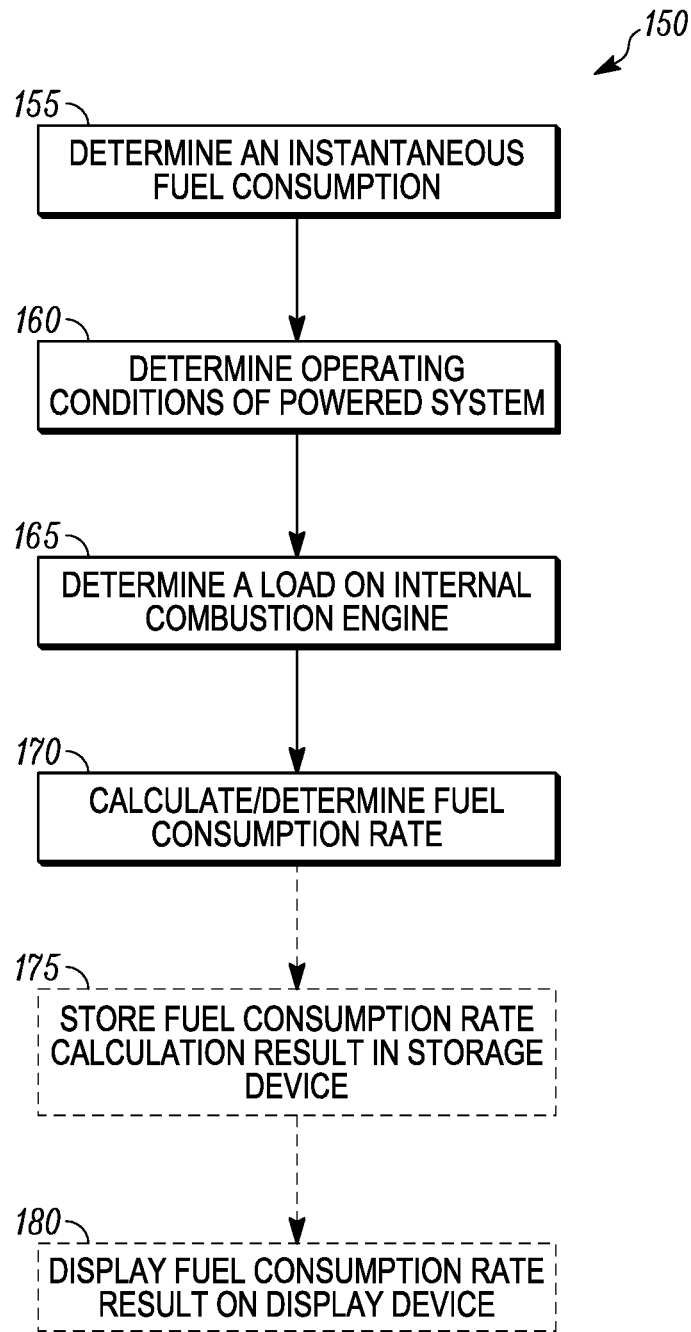 150
155
DETERMINE AN INSTANTANEOUS
FUEL CONSUMPTION
160
DETERMINE OPERATING
CONDITIONS OF POWERED SYSTEM
165
DETERMINE A LOAD ON INTERNAL
COMBUSTION ENGINE
170
CALCULATE/DETERMINE FUEL
CONSUMPTION RATE
175
STORE FUEL CONSUMPTION RATE
CALCULATION RESULT IN STORAGE
DEVICE
180
DISPLAY FUEL CONSUMPTION RATE
RESULT ON DISPLAY DEVICE